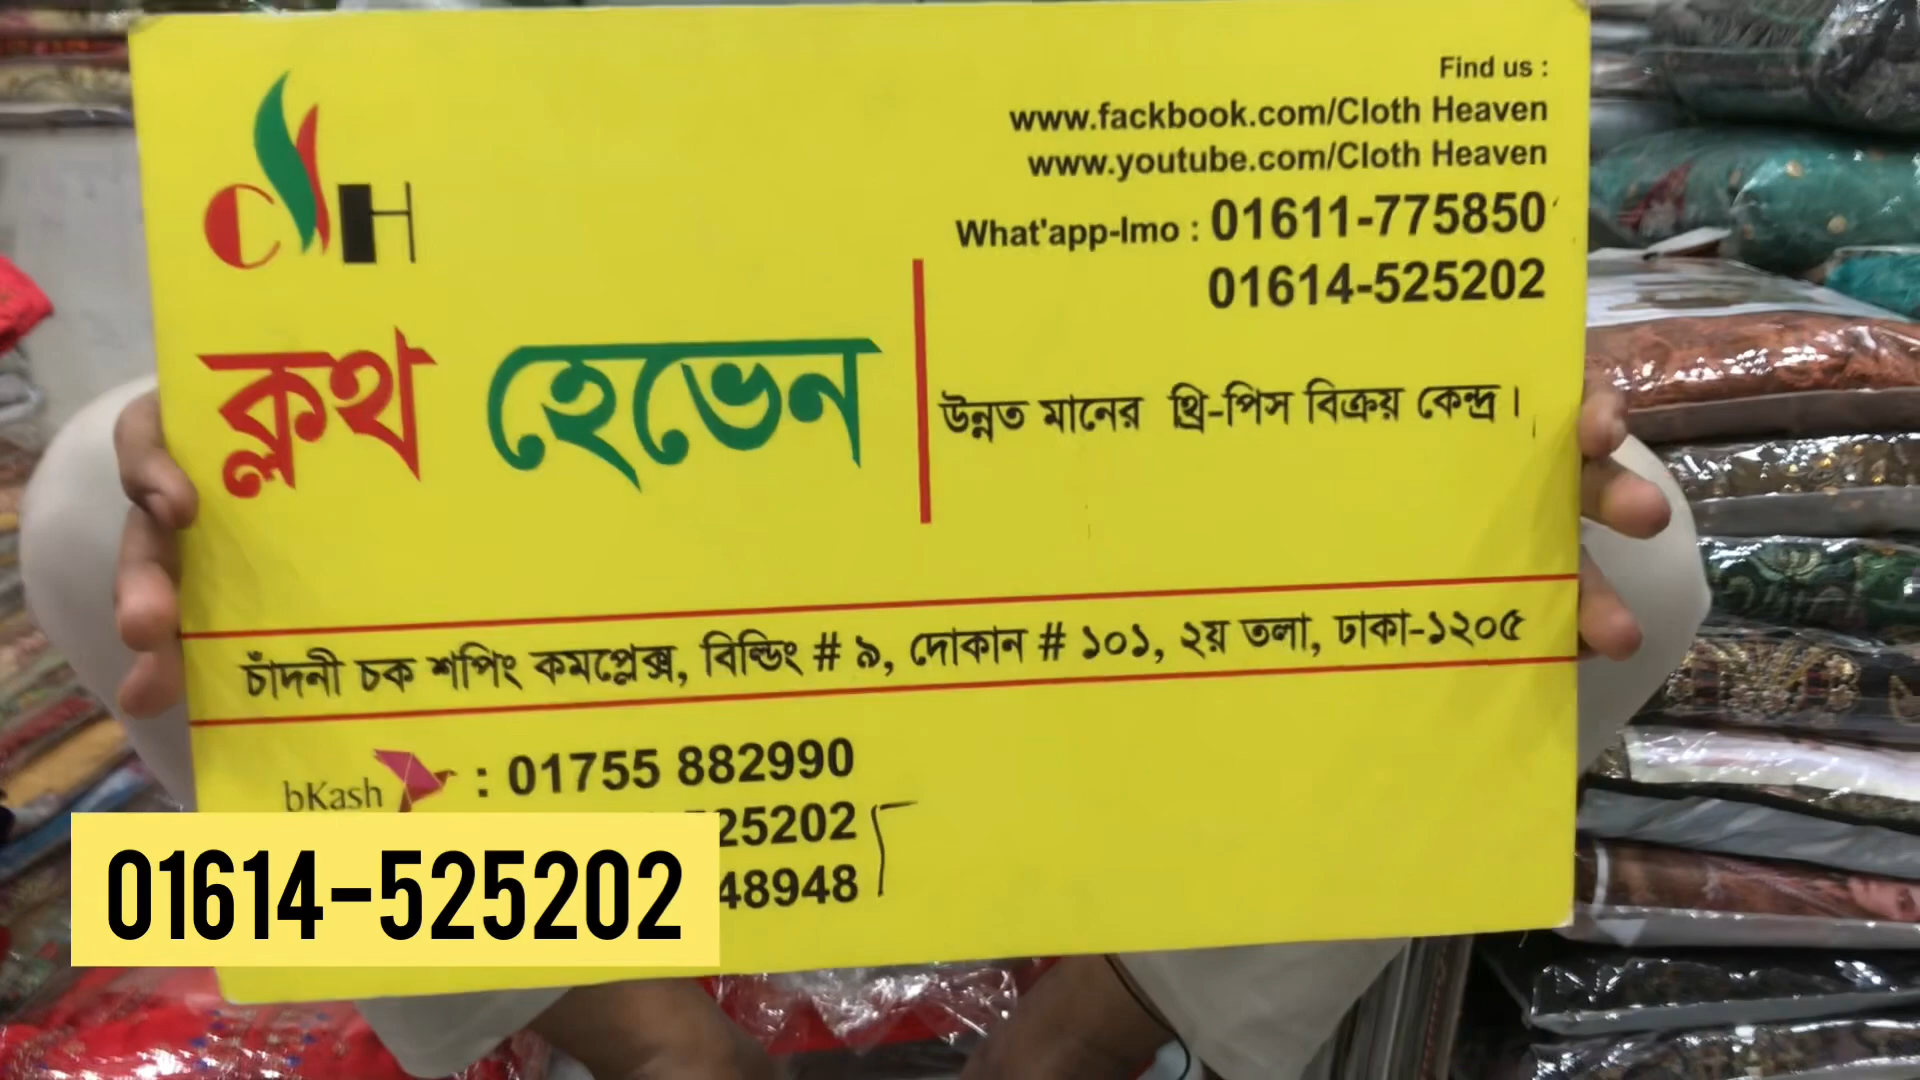 C H
Find us :
www.fackbook.com/Cloth Heaven
www.youtube.com/Cloth Heaven
What'app-Imo : 01611-775850
01614-525202
ক্লথ হেভেন
উন্নত মানের থ্রি-পিস বিক্রয় কেন্দ্র।
চাঁদনী চক শপিং কমপ্লেক্স, বিল্ডিং # ৯, দোকান # ১০১, ২য় তলা, ঢাকা-১২০৫
bKash : 01755 882990
25202
48948
01614-525202